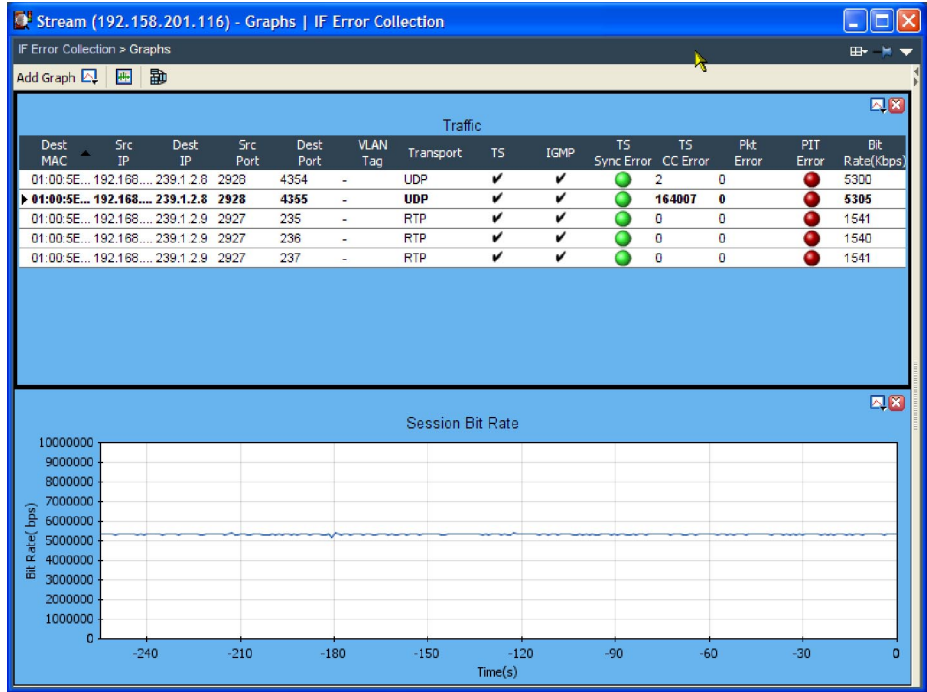 Stream (192.158.201.116) - Graphs | IF Error Collection
IF Error Collection > Graphs
Add Graph
Traffic
Dest MAC Src IP Dest IP Src Port Dest Port VLAN Tag Transport TS IGMP TS Sync Error TS CC Error Pkt Error PIT Error Bit Rate(Kbps)
01:00:5E... 192.168.... 239.1.2.8 2928 4354 - UDP ✔ ✔ 2 0 5300
01:00:5E... 192.168.... 239.1.2.8 2928 4355 - UDP ✔ ✔ 164007 0 5305
01:00:5E... 192.168.... 239.1.2.9 2927 235 - RTP ✔ ✔ 0 0 1541
01:00:5E... 192.168.... 239.1.2.9 2927 236 - RTP ✔ ✔ 0 0 1540
01:00:5E... 192.168.... 239.1.2.9 2927 237 - RTP ✔ ✔ 0 0 1541
Session Bit Rate
10000000
9000000
8000000
7000000
6000000
5000000
4000000
3000000
2000000
1000000
0
Bit Rate( bps)
-240 -210 -180 -150 -120 -90 -60 -30 0
Time(s)